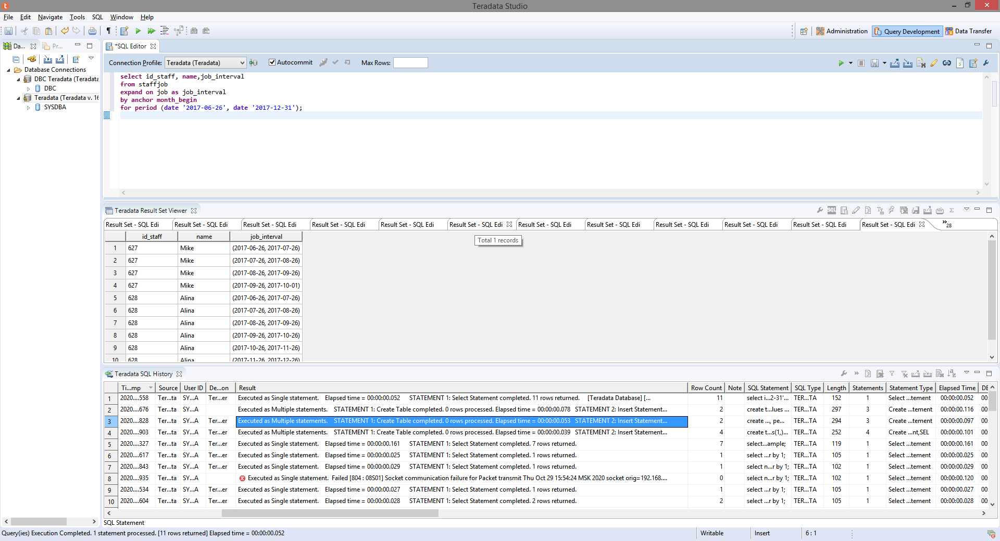 Teradata Studio
File Edit Navigate Tools SQL Window Help
Administration Query Development Data Transfer
Da... Pr...
*SQL Editor
Connection Profile: Teradata (Teradata) Autocommit Max Rows:
Database Connections
DBC Teradata (Teradata
DBC
Teradata (Teradata v. 16
SYSDBA
select id_staff, name,job_interval
from staffjob
expand on job as job_interval
by anchor month_begin
for period (date '2017-06-26', date '2017-12-31');
Teradata Result Set Viewer
Result Set - SQL Edi Result Set - SQL Edi Result Set - SQL Edi Result Set - SQL Edi Result Set - SQL Edi Result Set - SQL Edi Result Set - SQL Edi Result Set - SQL Edi Result Set - SQL Edi Result Set - SQL Edi Result Set - SQL Edi Result Set - SQL Edi »28
id_staff name job_interval
Total 1 records
1 627 Mike (2017-06-26, 2017-07-26)
2 627 Mike (2017-07-26, 2017-08-26)
3 627 Mike (2017-08-26, 2017-09-26)
4 627 Mike (2017-09-26, 2017-10-01)
5 628 Alina (2017-06-26, 2017-07-26)
6 628 Alina (2017-07-26, 2017-08-26)
7 628 Alina (2017-08-26, 2017-09-26)
8 628 Alina (2017-09-26, 2017-10-26)
9 628 Alina (2017-10-26, 2017-11-26)
10 628 Alina (2017-11-26, 2017-12-26)
Teradata SQL History
Ti...mp Source User ID De...on Result Row Count Note SQL Statement SQL Type Length Statements Statement Type Elapsed Time DE
1 2020....558 Ter...ta SY...A Ter...er Executed as Single statement. Elapsed time = 00:00:00.052 STATEMENT 1: Select Statement completed. 11 rows returned. [Teradata Database] [... 11 select i...2-31'... TER...TA 152 1 Select ...tement 00:00:00.052 00:
2 2020....676 Ter...ta SY...A Executed as Multiple statements. STATEMENT 1: Create Table completed. 0 rows processed. Elapsed time = 00:00:00.078 STATEMENT 2: Insert Statement... 2 create t...lues ... TER...TA 297 3 Create ...tement 00:00:00.116 00:
3 2020....828 Ter...ta SY...A Ter...er Executed as Multiple statements. STATEMENT 1: Create Table completed. 0 rows processed. Elapsed time = 00:00:00.053 STATEMENT 2: Insert Statement... 2 create ..., pe... TER...TA 294 3 Create ...tement 00:00:00.097 00:
4 2020....903 Ter...ta SY...A Ter...er Executed as Multiple statements. STATEMENT 1: Create Table completed. 0 rows processed. Elapsed time = 00:00:00.039 STATEMENT 2: Insert Statement... 4 create t...s(1,)... TER...TA 252 4 Create ...nt,SEL 00:00:00.101 00:
5 2020....327 Ter...ta SY...A Ter...er Executed as Single statement. Elapsed time = 00:00:00.161 STATEMENT 1: Select Statement completed. 7 rows returned. 7 select...ample; TER...TA 119 1 Select ...tement 00:00:00.161 00:
6 2020....617 Ter...ta SY...A Ter...er Executed as Single statement. Elapsed time = 00:00:00.025 STATEMENT 1: Select Statement completed. 1 rows returned. 1 select ...r by 1; TER...TA 105 1 Select ...tement 00:00:00.025 00:
7 2020....843 Ter...ta SY...A Ter...er Executed as Single statement. Elapsed time = 00:00:00.029 STATEMENT 1: Select Statement completed. 1 rows returned. 1 select n...r by 1; TER...TA 102 1 Select ...tement 00:00:00.029 00:
8 2020....935 Ter...ta SY...A Executed as Single statement. Failed [804 : 08S01] Socket communication failure for Packet transmit Thu Oct 29 15:54:24 MSK 2020 socket orig=192.168.... 0 select n...r by 1; TER...TA 102 1 Select ...tement 00:00:00.120 00:
9 2020....534 Ter...ta SY...A Ter...er Executed as Single statement. Elapsed time = 00:00:00.027 STATEMENT 1: Select Statement completed. 1 rows returned. 1 select ...r by 1; TER...TA 105 1 Select ...tement 00:00:00.027 00:
10 2020....604 Ter...ta SY...A Ter...er Executed as Single statement. Elapsed time = 00:00:00.028 STATEMENT 1: Select Statement completed. 2 rows returned. 2 select ...r by 1; TER...TA 105 1 Select ...tement 00:00:00.028 00:
SQL Statement
Query(ies) Execution Completed. 1 statement processed. [11 rows returned] Elapsed time = 00:00:00.052 Writable Insert 6 : 1